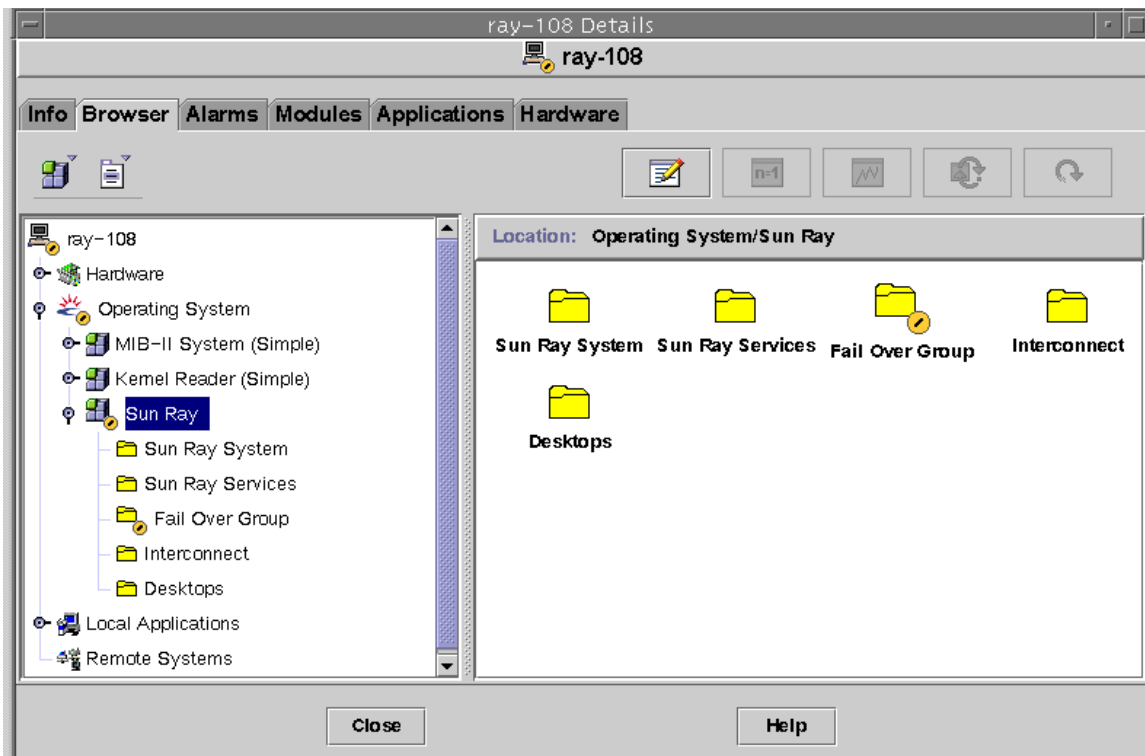 ray-108 Details
ray-108
Info Browser Alarms Modules Applications Hardware
n=1
ray-108
Hardware
Operating System
MIB-II System (Simple)
Kernel Reader (Simple)
Sun Ray
Sun Ray System
Sun Ray Services
Fail Over Group
Interconnect
Desktops
Local Applications
Remote Systems
Location: Operating System/Sun Ray
Sun Ray System Sun Ray Services Fail Over Group Interconnect
Desktops
Close Help